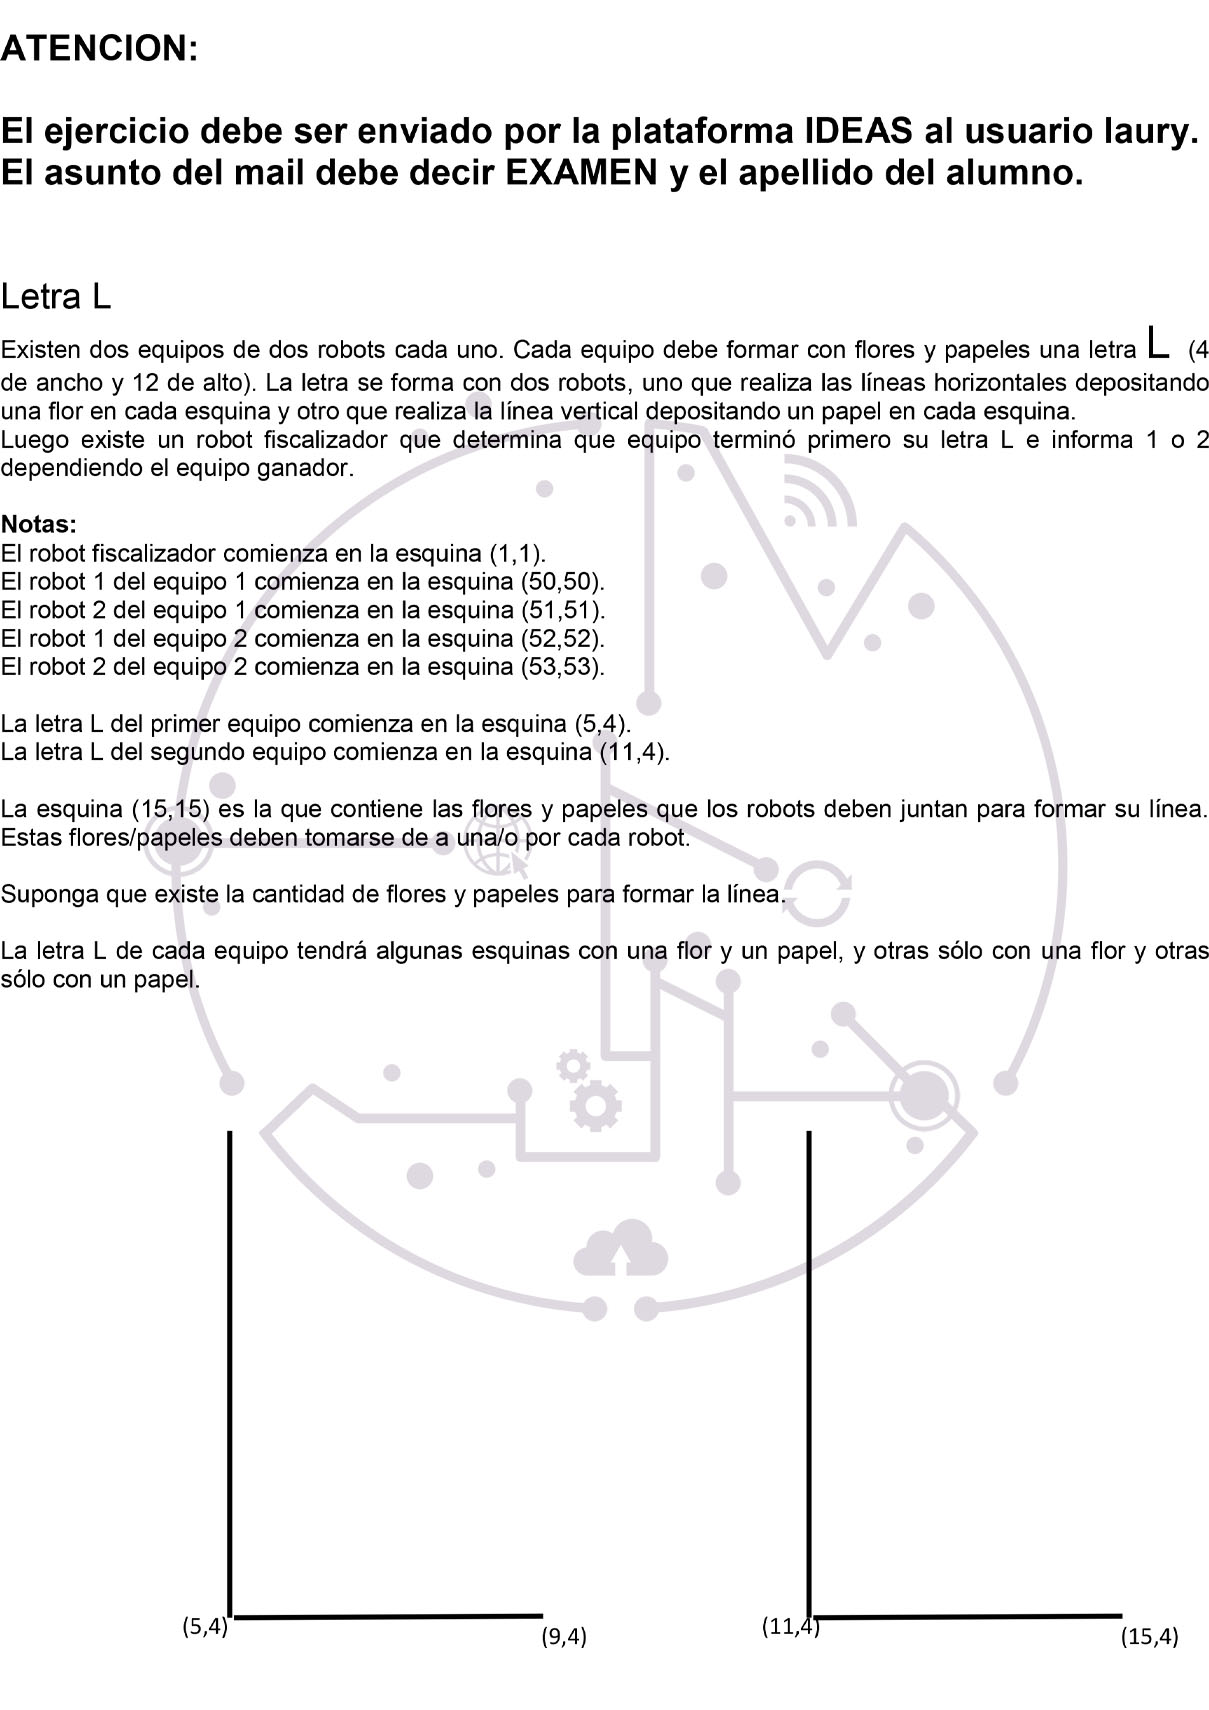 ATENCION:
El ejercicio debe ser enviado por la plataforma IDEAS al usuario laury.
El asunto del mail debe decir EXAMEN y el apellido del alumno.
Letra L
Existen dos equipos de dos robots cada uno. Cada equipo debe formar con flores y papeles una letra L (4
de ancho y 12 de alto). La letra se forma con dos robots, uno que realiza las líneas horizontales depositando
una flor en cada esquina y otro que realiza la línea vertical depositando un papel en cada esquina.
Luego existe un robot fiscalizador que determina que equipo terminó primero su letra L e informa 1 o 2
dependiendo el equipo ganador.
Notas:
El robot fiscalizador comienza en la esquina (1,1).
El robot 1 del equipo 1 comienza en la esquina (50,50).
El robot 2 del equipo 1 comienza en la esquina (51,51).
El robot 1 del equipo 2 comienza en la esquina (52,52).
El robot 2 del equipo 2 comienza en la esquina (53,53).
La letra L del primer equipo comienza en la esquina (5,4).
La letra L del segundo equipo comienza en la esquina (11,4).
La esquina (15,15) es la que contiene las flores y papeles que los robots deben juntan para formar su línea.
Estas flores/papeles deben tomarse de a una/o por cada robot.
Suponga que existe la cantidad de flores y papeles para formar la línea.
La letra L de cada equipo tendrá algunas esquinas con una flor y un papel, y otras sólo con una flor y otras
sólo con un papel.
(5,4) (9,4) (11,4) (15,4)